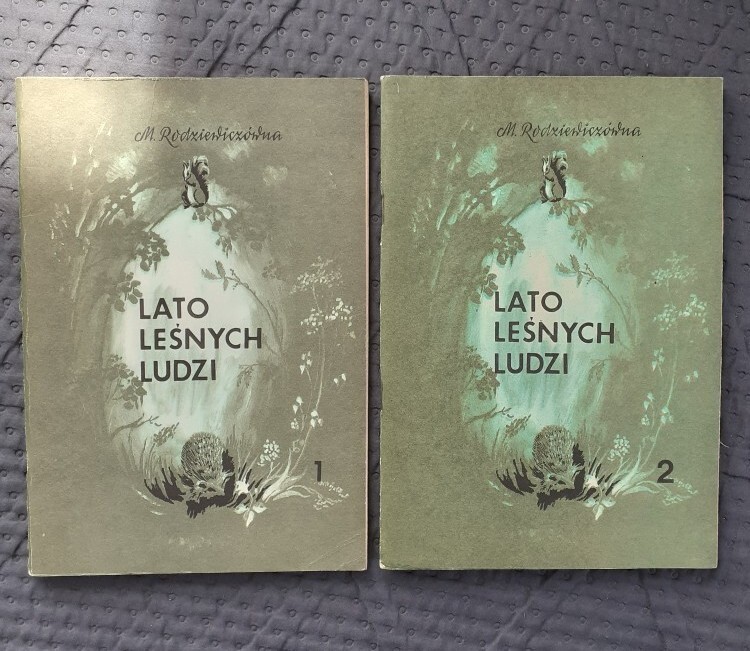 M. Rodziewiczówna
LATO
LEŚNYCH
LUDZI
1
M. Rodziewiczówna
LATO
LEŚNYCH
LUDZI
2